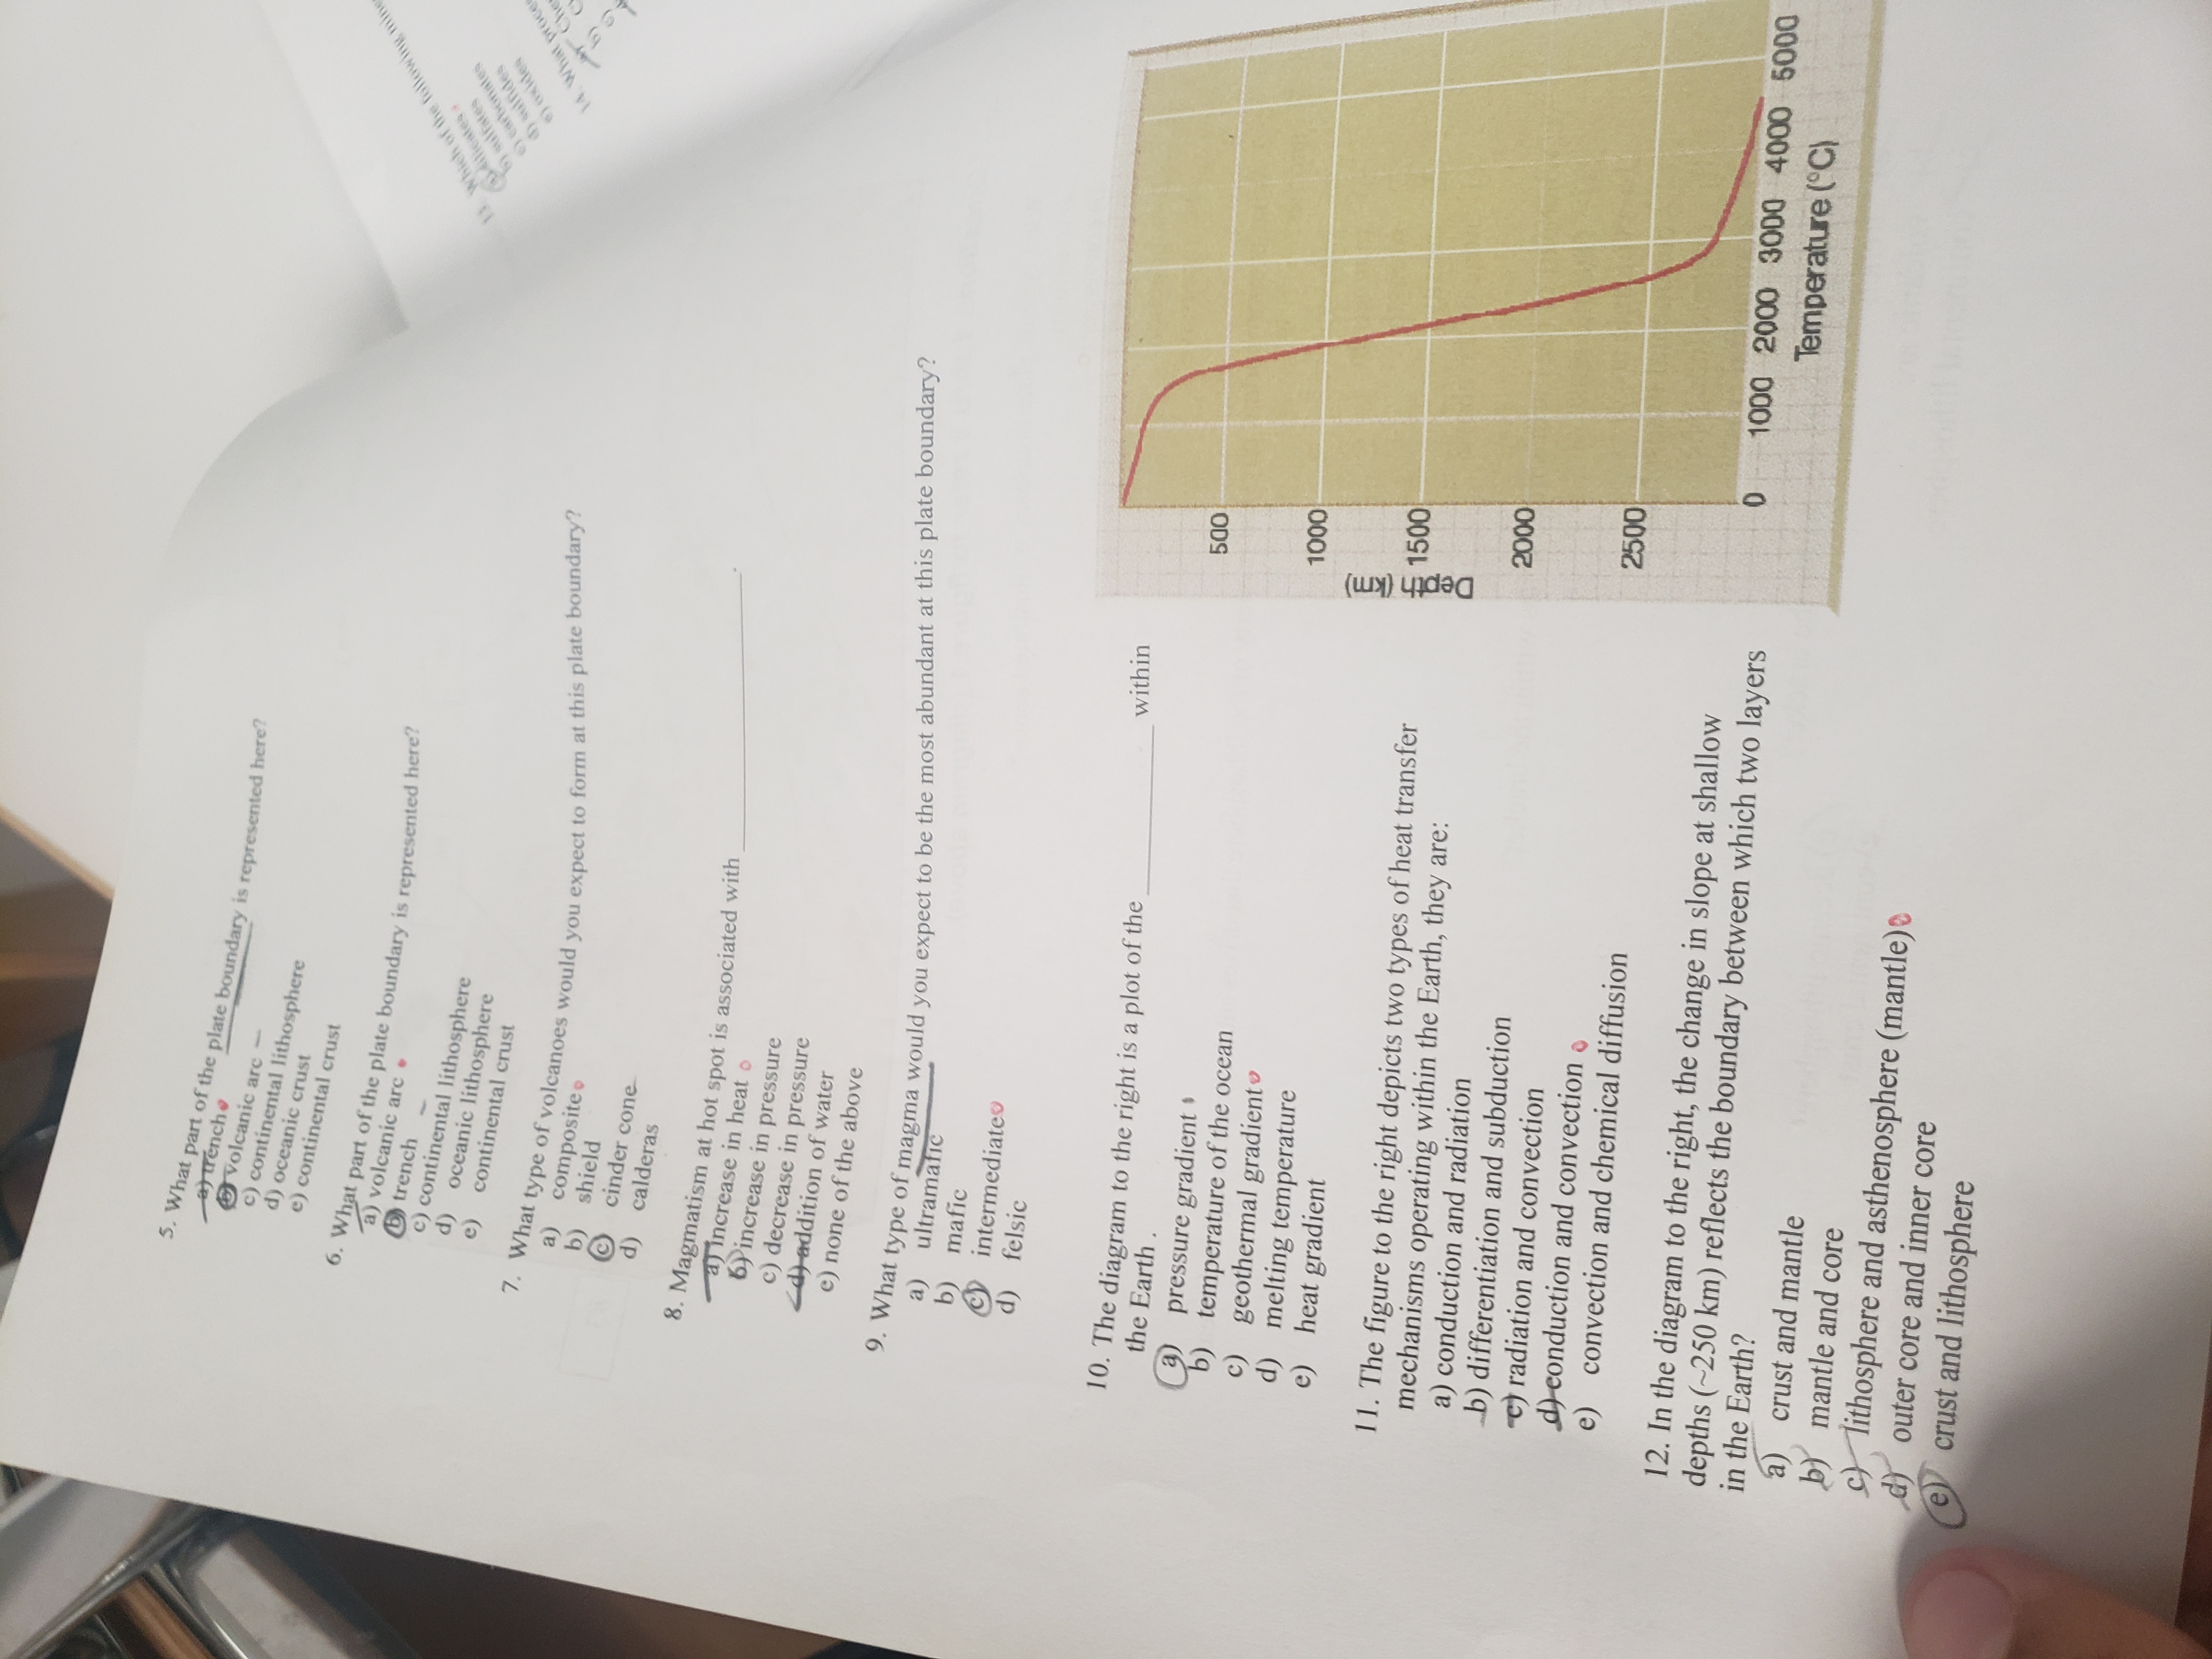 5. What part of the plate boundary is represented here?
a) trench
b) volcanic arc
c) continental lithosphere
d) oceanic crust
e) continental crust
6. What part of the plate boundary is represented here?
a) volcanic arc
b) trench
c) continental lithosphere
d) oceanic lithosphere
e) continental crust
7. What type of volcanoes would you expect to form at this plate boundary?
a) composite
b) shield
c) cinder cone
d) calderas
8. Magmatism at hot spot is associated with ____________________.
a) increase in heat
b) increase in pressure
c) decrease in pressure
d) addition of water
e) none of the above
9. What type of magma would you expect to be the most abundant at this plate boundary?
a) ultramafic
b) mafic
c) intermediate
d) felsic
10. The diagram to the right is a plot of the ____________ within
the Earth .
a) pressure gradient
b) temperature of the ocean
c) geothermal gradient
d) melting temperature
e) heat gradient
11. The figure to the right depicts two types of heat transfer
mechanisms operating within the Earth, they are:
a) conduction and radiation
b) differentiation and subduction
c) radiation and convection
d) conduction and convection
e) convection and chemical diffusion
12. In the diagram to the right, the change in slope at shallow
depths (~250 km) reflects the boundary between which two layers
in the Earth?
a) crust and mantle
b) mantle and core
c) lithosphere and asthenosphere (mantle)
d) outer core and inner core
e) crust and lithosphere
500
1000
1500
2000
2500
Depth (km)
0 1000 2000 3000 4000 5000
Temperature (°C)
13. Which of the following
a) silicates
b) sulfates
c) carbonates
d) sulfides
e) oxides
14. What